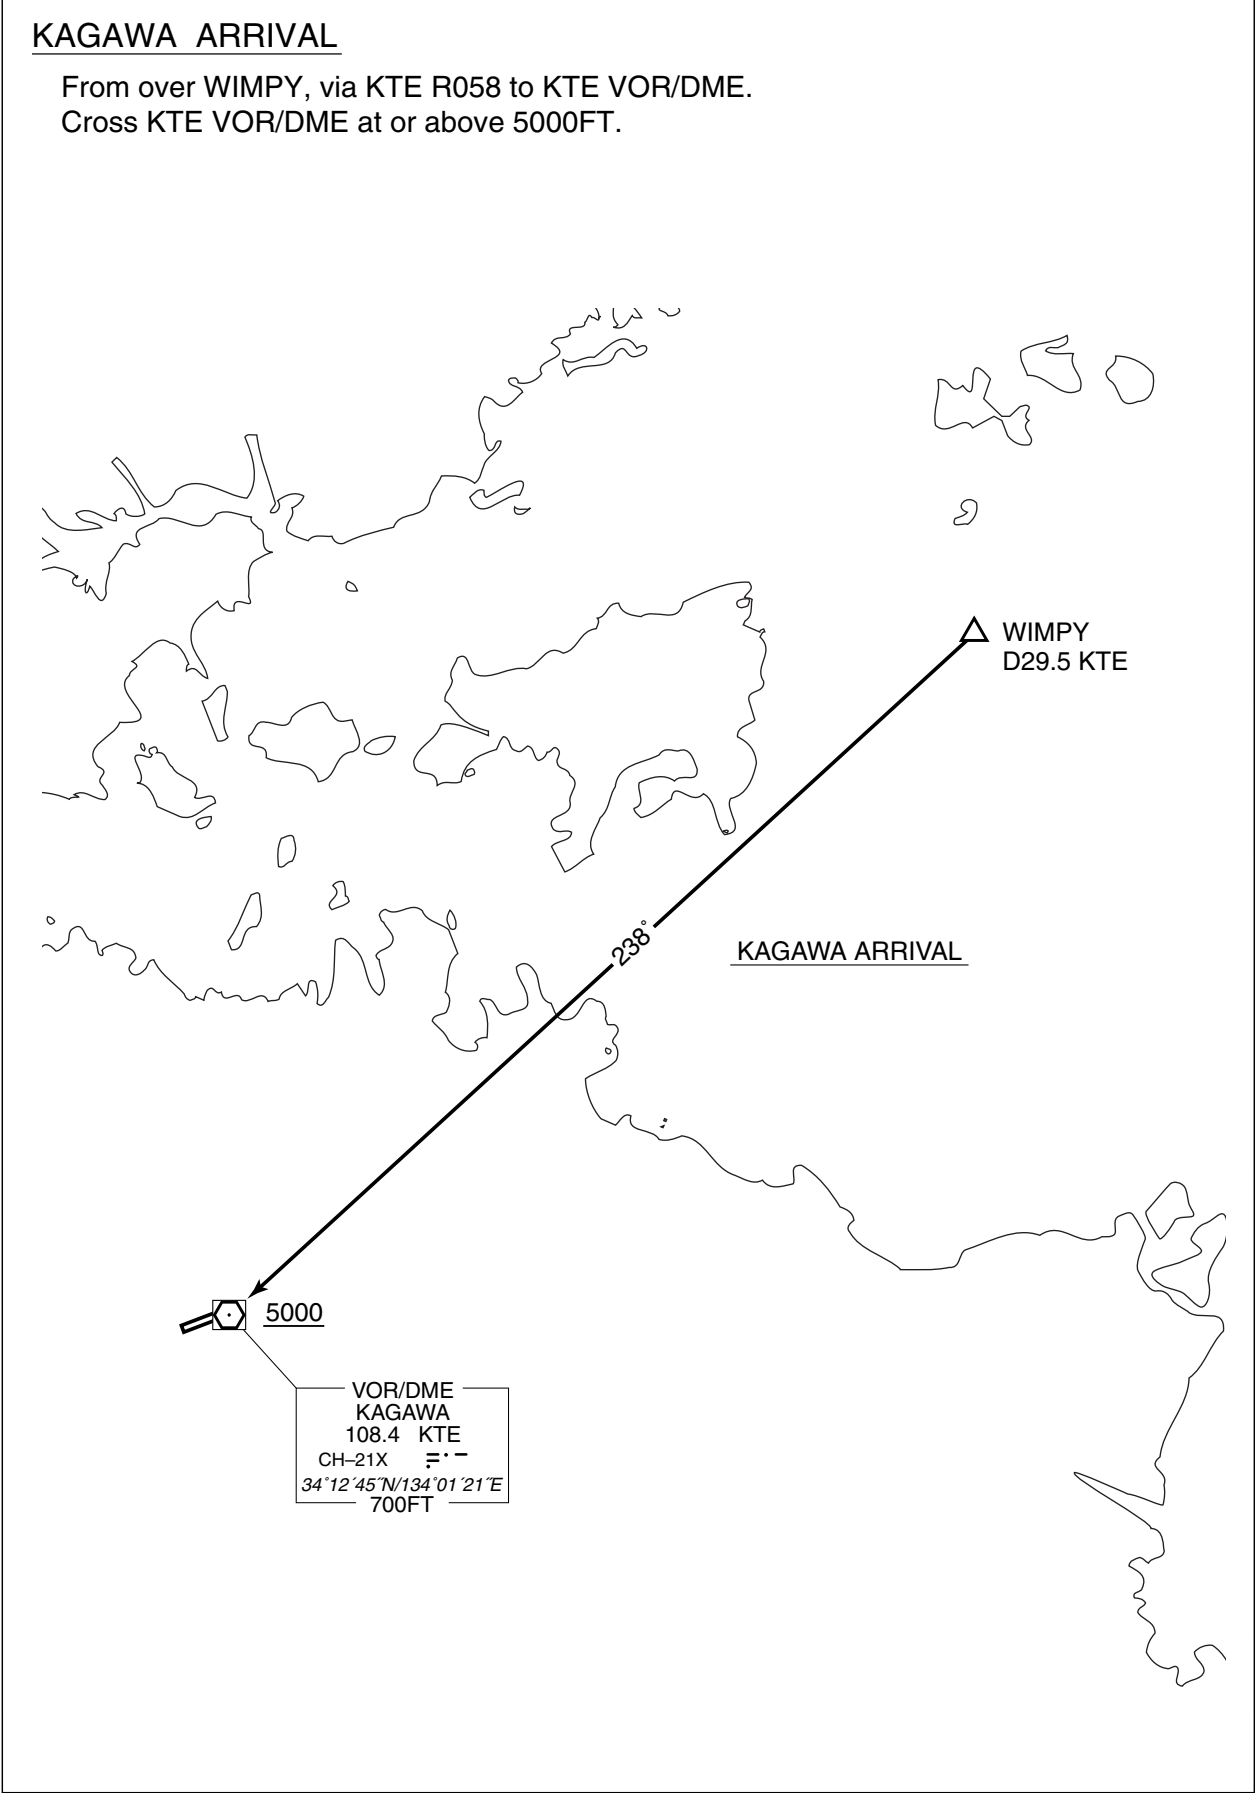 KAGAWA ARRIVAL
From over WIMPY, via KTE R058 to KTE VOR/DME.
Cross KTE VOR/DME at or above 5000FT.
WIMPY
D29.5 KTE
238°
KAGAWA ARRIVAL
5000
VOR/DME
KAGAWA
108.4 KTE
CH–21X
34°12´45˝N/134°01´21˝E
700FT